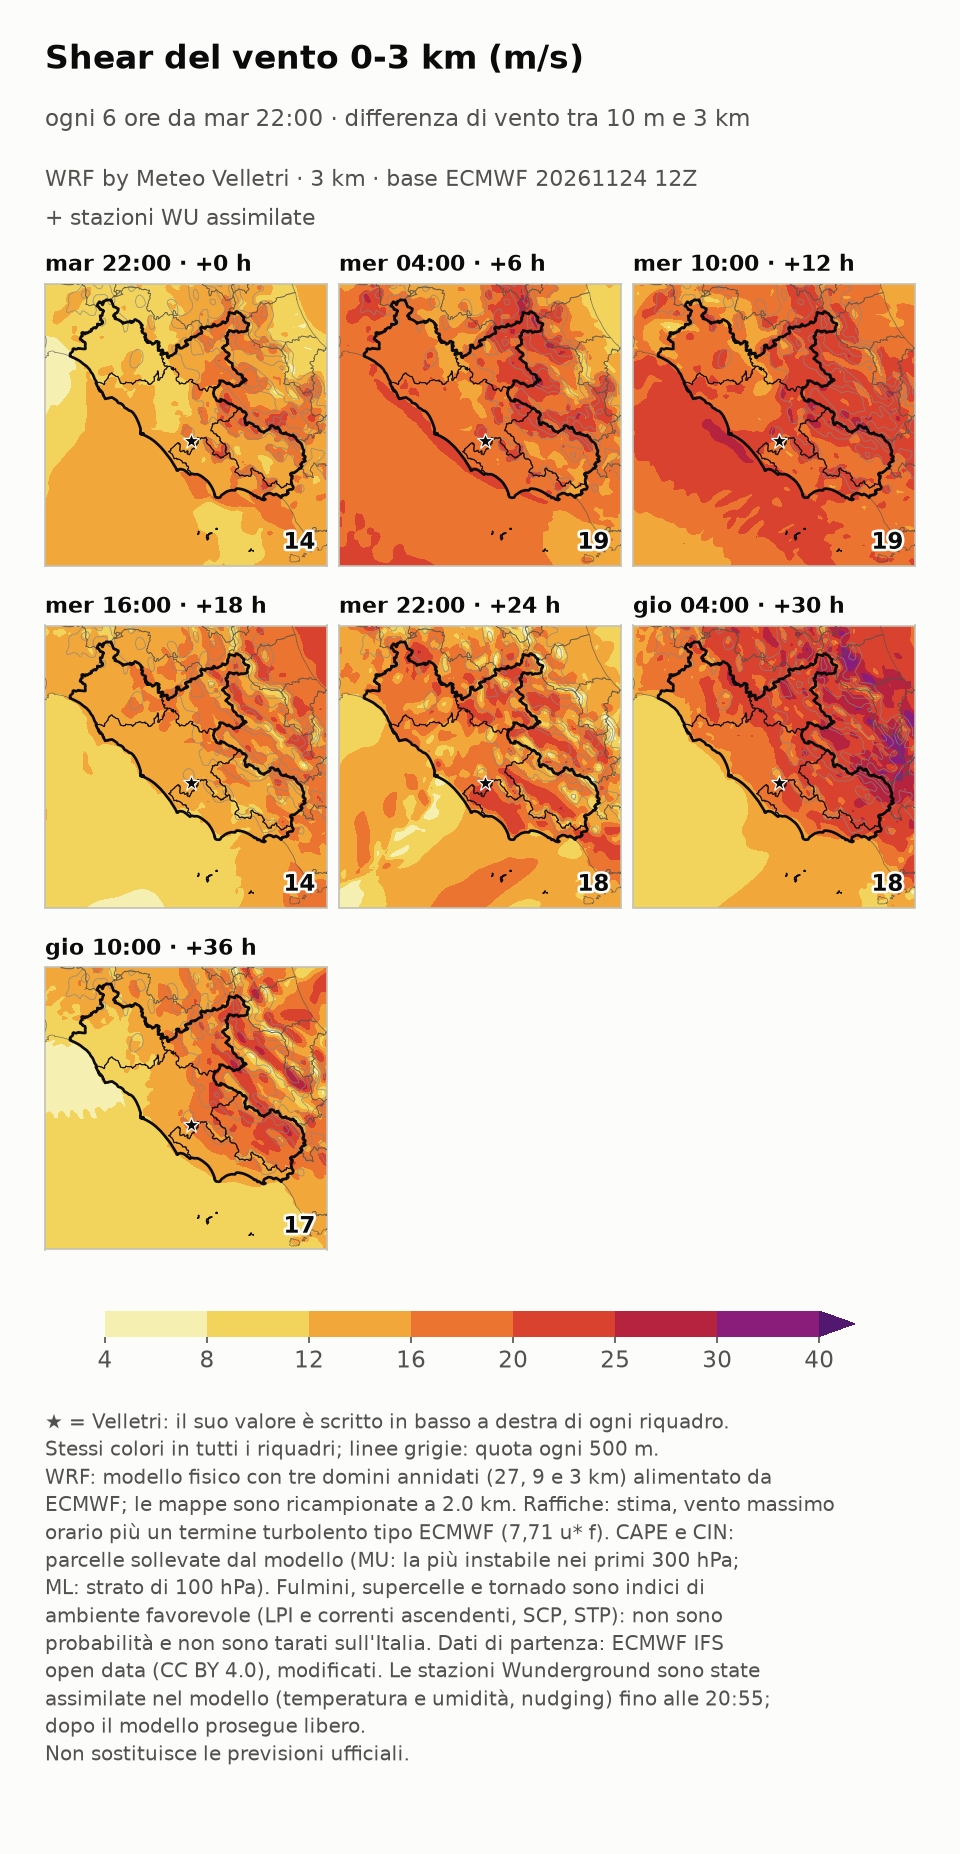 Shear del vento 0-3 km (m/s)
ogni 6 ore da mar 22:00 · differenza di vento tra 10 m e 3 km
WRF by Meteo Velletri · 3 km · base ECMWF 20261124 12Z
+ stazioni WU assimilate
mar 22:00 · +0 h
mer 04:00 · +6 h
mer 10:00 · +12 h
14
19
19
mer 16:00 · +18 h
mer 22:00 · +24 h
gio 04:00 · +30 h
14
18
18
gio 10:00 · +36 h
17
4 8 12 16 20 25 30 40
★ = Velletri: il suo valore è scritto in basso a destra di ogni riquadro.
Stessi colori in tutti i riquadri; linee grigie: quota ogni 500 m.
WRF: modello fisico con tre domini annidati (27, 9 e 3 km) alimentato da
ECMWF; le mappe sono ricampionate a 2.0 km. Raffiche: stima, vento massimo
orario più un termine turbolento tipo ECMWF (7,71 u* f). CAPE e CIN:
parcelle sollevate dal modello (MU: la più instabile nei primi 300 hPa;
ML: strato di 100 hPa). Fulmini, supercelle e tornado sono indici di
ambiente favorevole (LPI e correnti ascendenti, SCP, STP): non sono
probabilità e non sono tarati sull'Italia. Dati di partenza: ECMWF IFS
open data (CC BY 4.0), modificati. Le stazioni Wunderground sono state
assimilate nel modello (temperatura e umidità, nudging) fino alle 20:55;
dopo il modello prosegue libero.
Non sostituisce le previsioni ufficiali.